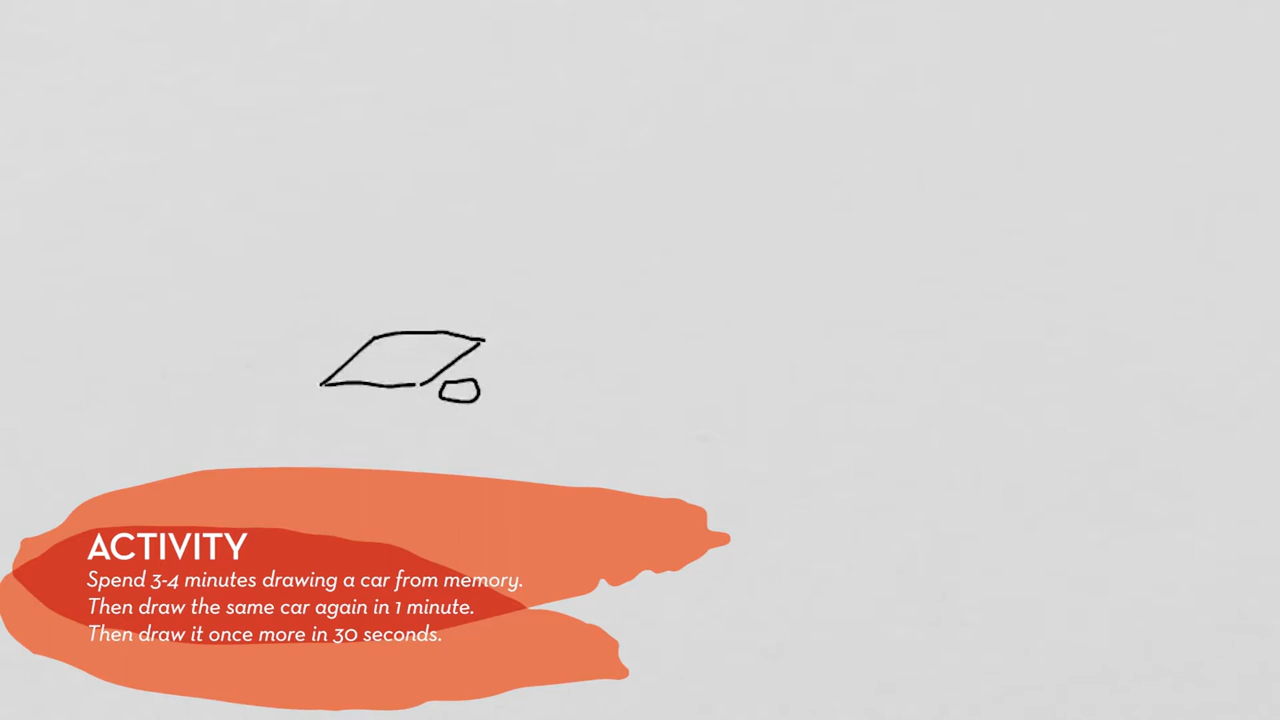 ACTIVITY
Spend 3-4 minutes drawing a car from memory.
Then draw the same car again in 1 minute.
Then draw it once more in 30 seconds.